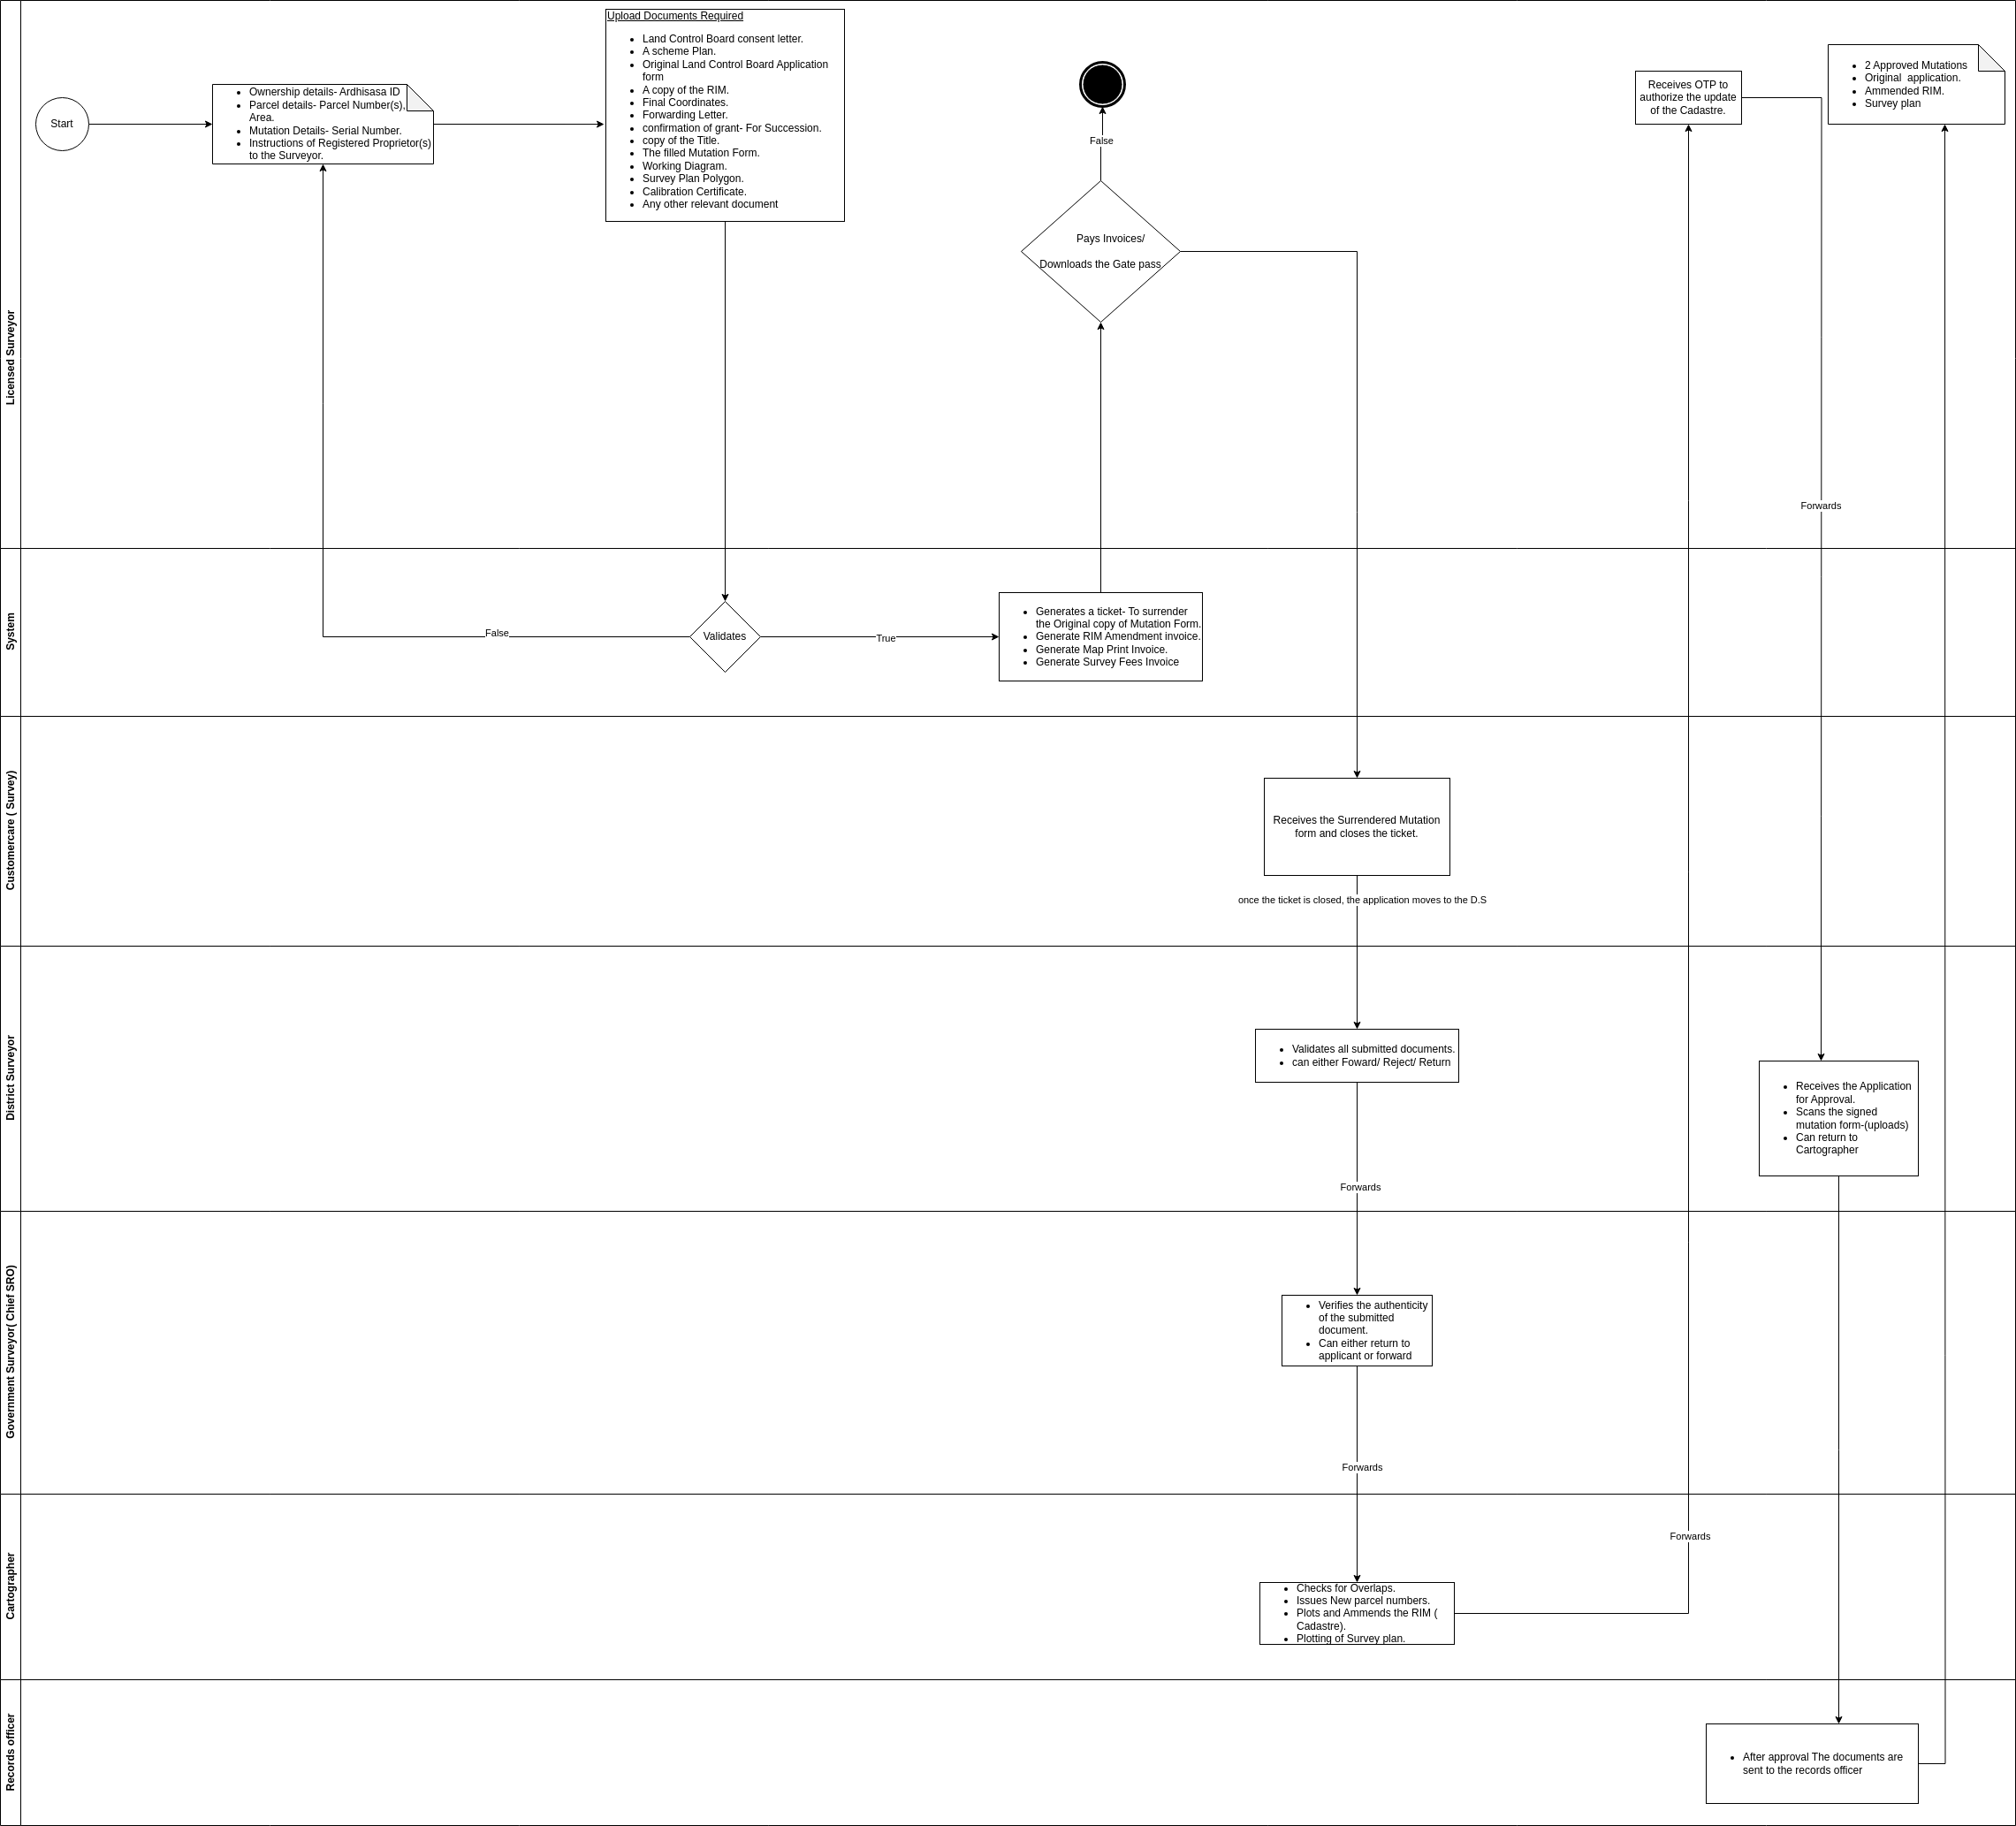 Licensed Surveyor
Start
Ownership details- Ardhisasa ID
Parcel details- Parcel Number(s),
Area.
Mutation Details- Serial Number.
Instructions of Registered Proprietor(s)
to the Surveyor.
Upload Documents Required
Land Control Board consent letter.
A scheme Plan.
Original Land Control Board Application
form
A copy of the RIM.
Final Coordinates.
Forwarding Letter.
confirmation of grant- For Succession.
copy of the Title.
The filled Mutation Form.
Working Diagram.
Survey Plan Polygon.
Calibration Certificate.
Any other relevant document
False
Pays Invoices/
Downloads the Gate pass
Receives OTP to
authorize the update
of the Cadastre.
2 Approved Mutations
Original  application.
Ammended RIM.
Survey plan
Forwards
System
False
Validates
True
Generates a ticket- To surrender
the Original copy of Mutation Form.
Generate RIM Amendment invoice.
Generate Map Print Invoice.
Generate Survey Fees Invoice
Customercare ( Survey)
Receives the Surrendered Mutation
form and closes the ticket.
once the ticket is closed, the application moves to the D.S
District Surveyor
Validates all submitted documents.
can either Foward/ Reject/ Return
Receives the Application
for Approval.
Scans the signed
mutation form-(uploads)
Can return to
Cartographer
Forwards
Government Surveyor( Chief SRO)
Verifies the authenticity
of the submitted
document.
Can either return to
applicant or forward
Forwards
Cartographer
Forwards
Checks for Overlaps.
Issues New parcel numbers.
Plots and Ammends the RIM (
Cadastre).
Plotting of Survey plan.
Records officer
After approval The documents are
sent to the records officer